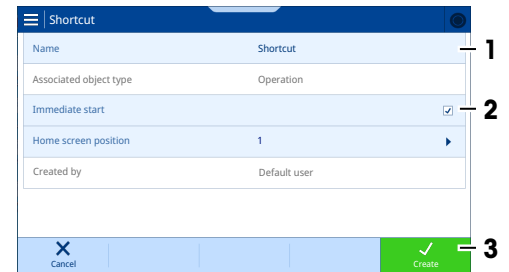 Shortcut
Name Shortcut 1
Associated object type Operation
Immediate start 2
Home screen position 1
Created by Default user
Cancel Create 3